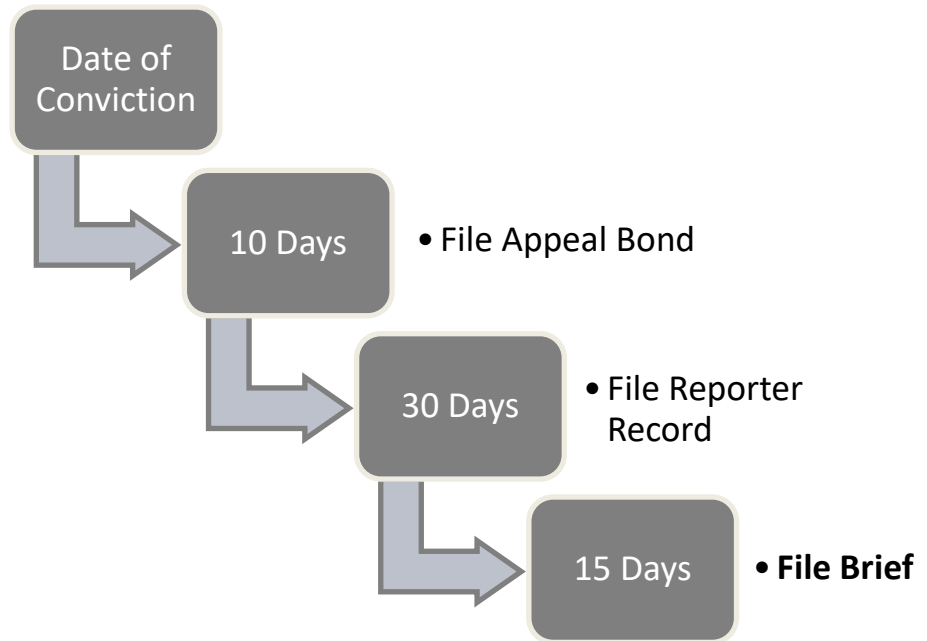 Date of
Conviction
10 Days
• File Appeal Bond
30 Days
• File Reporter
Record
15 Days
• File Brief